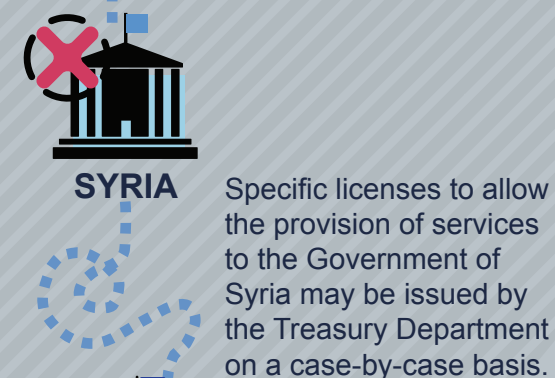 SYRIA
Specific licenses to allow
the provision of services
to the Government of
Syria may be issued by
the Treasury Department
on a case-by-case basis.